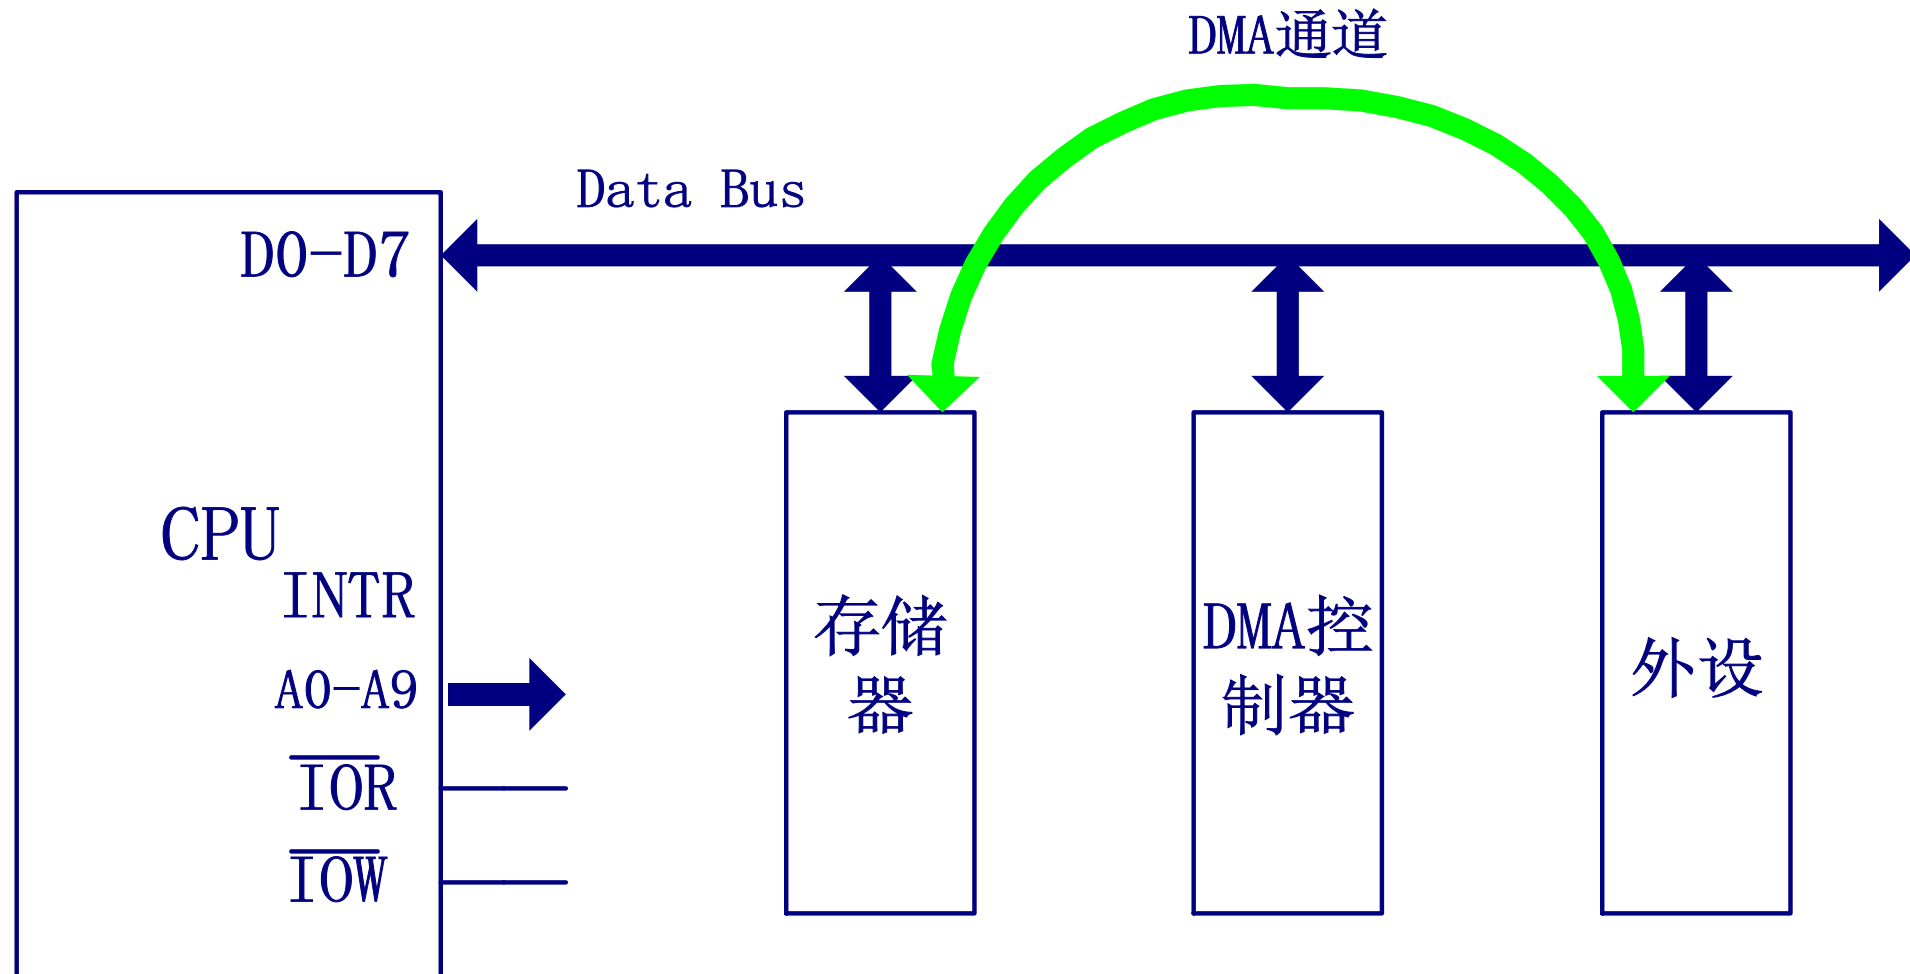 DMA通道
Data Bus
D0-D7
CPU
INTR
A0-A9
IOR
IOW
存储
器
DMA控
制器
外设